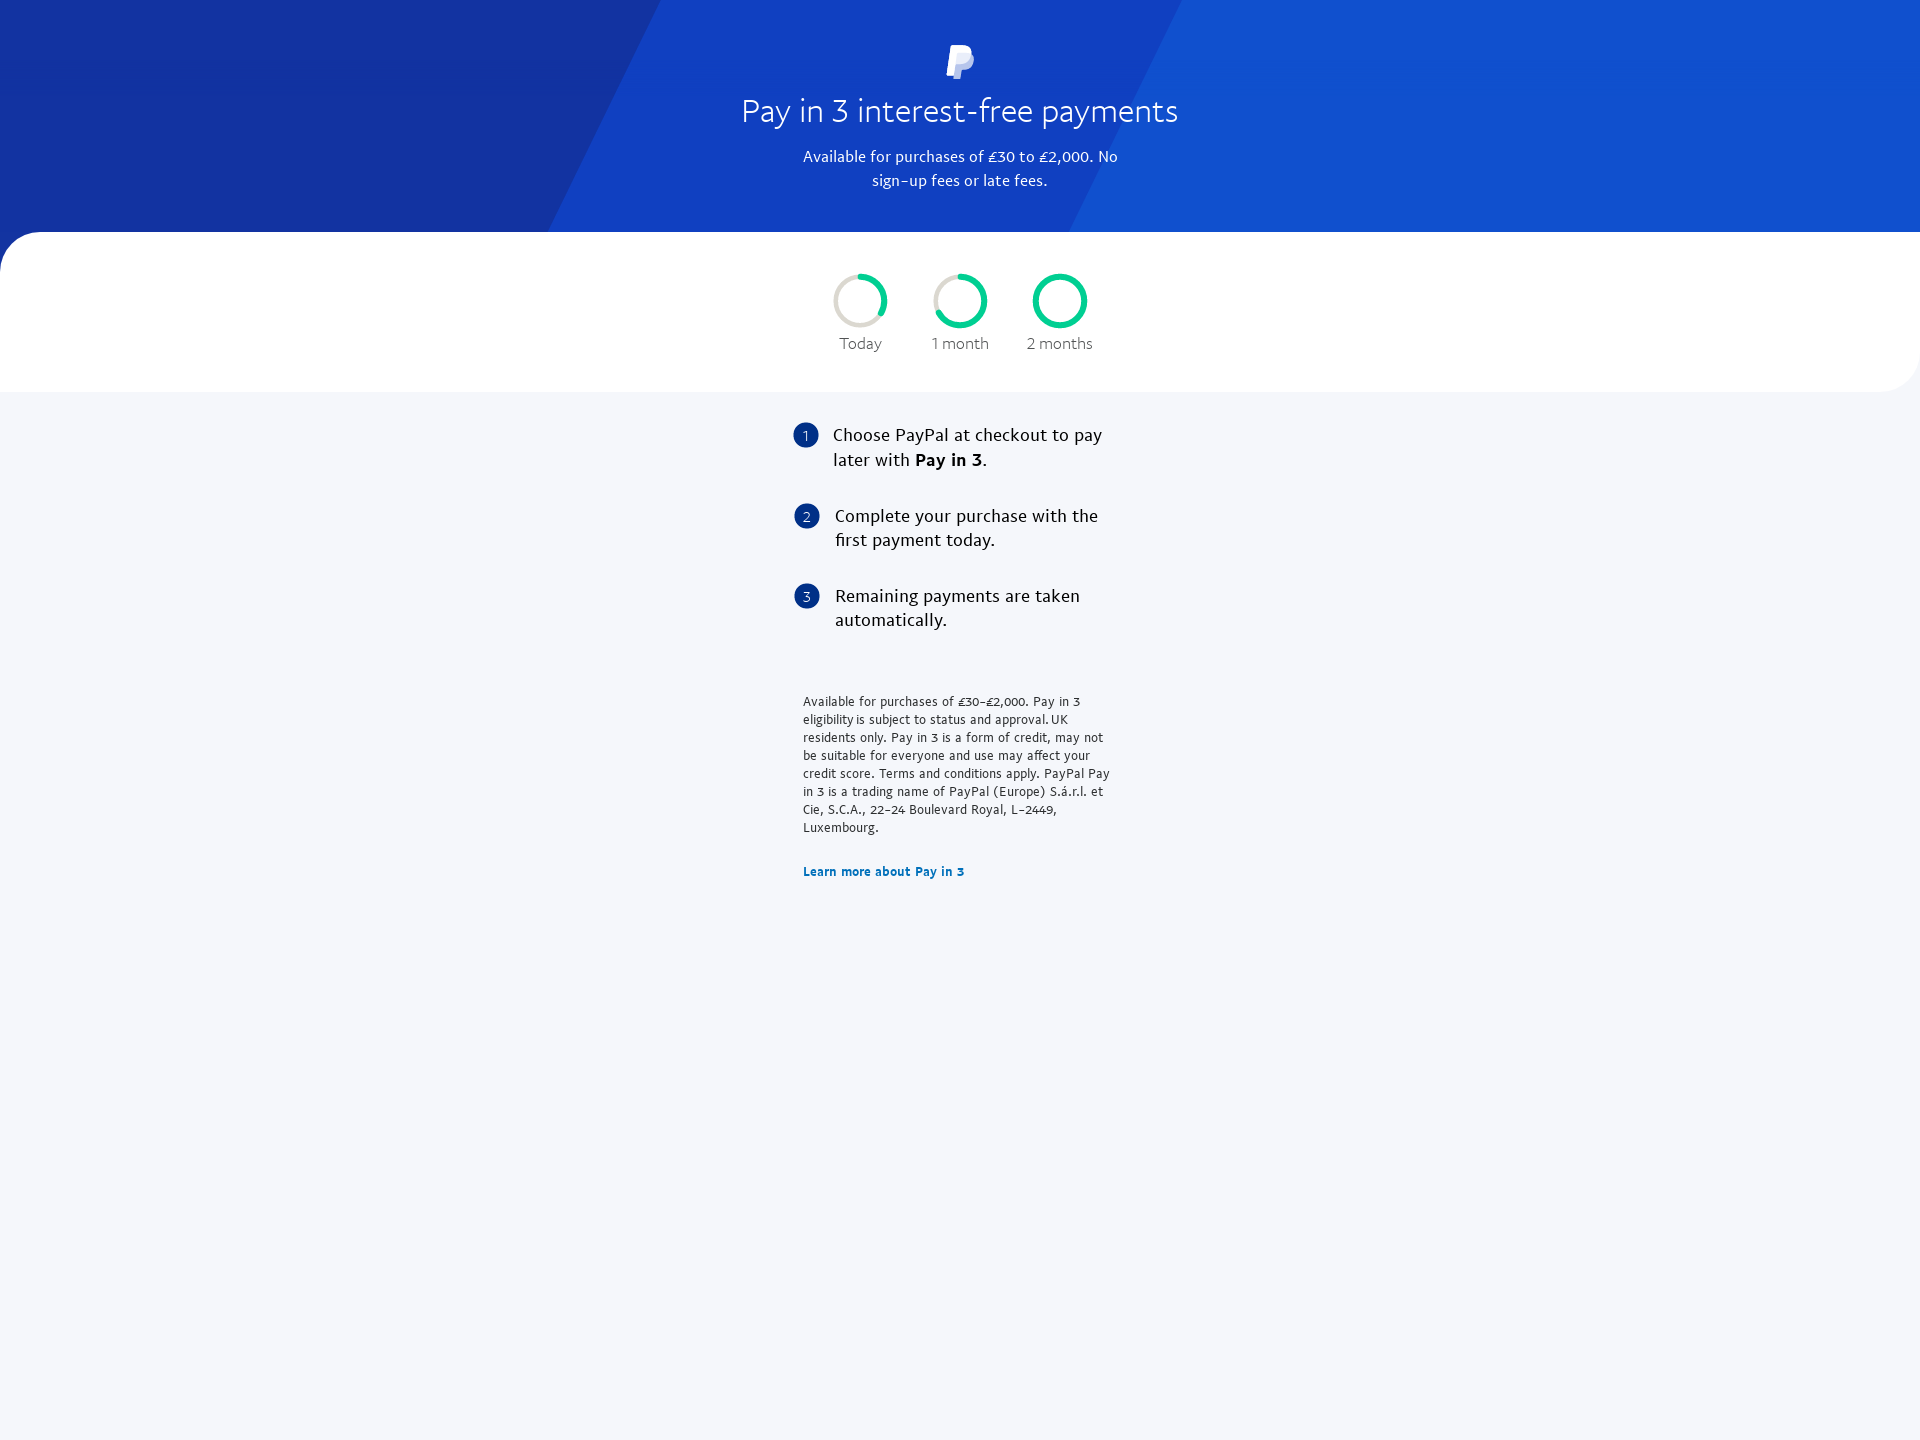 Pay in 3 interest-free payments
Available for purchases of £30 to £2,000. No
sign-up fees or late fees.
Today
1 month
2 months
1
Choose PayPal at checkout to pay
later with Pay in 3.
2
Complete your purchase with the
first payment today.
3
Remaining payments are taken
automatically.
Available for purchases of £30-£2,000. Pay in 3
eligibility is subject to status and approval. UK
residents only. Pay in 3 is a form of credit, may not
be suitable for everyone and use may affect your
credit score. Terms and conditions apply. PayPal Pay
in 3 is a trading name of PayPal (Europe) S.á.r.l. et
Cie, S.C.A., 22-24 Boulevard Royal, L-2449,
Luxembourg.
Learn more about Pay in 3